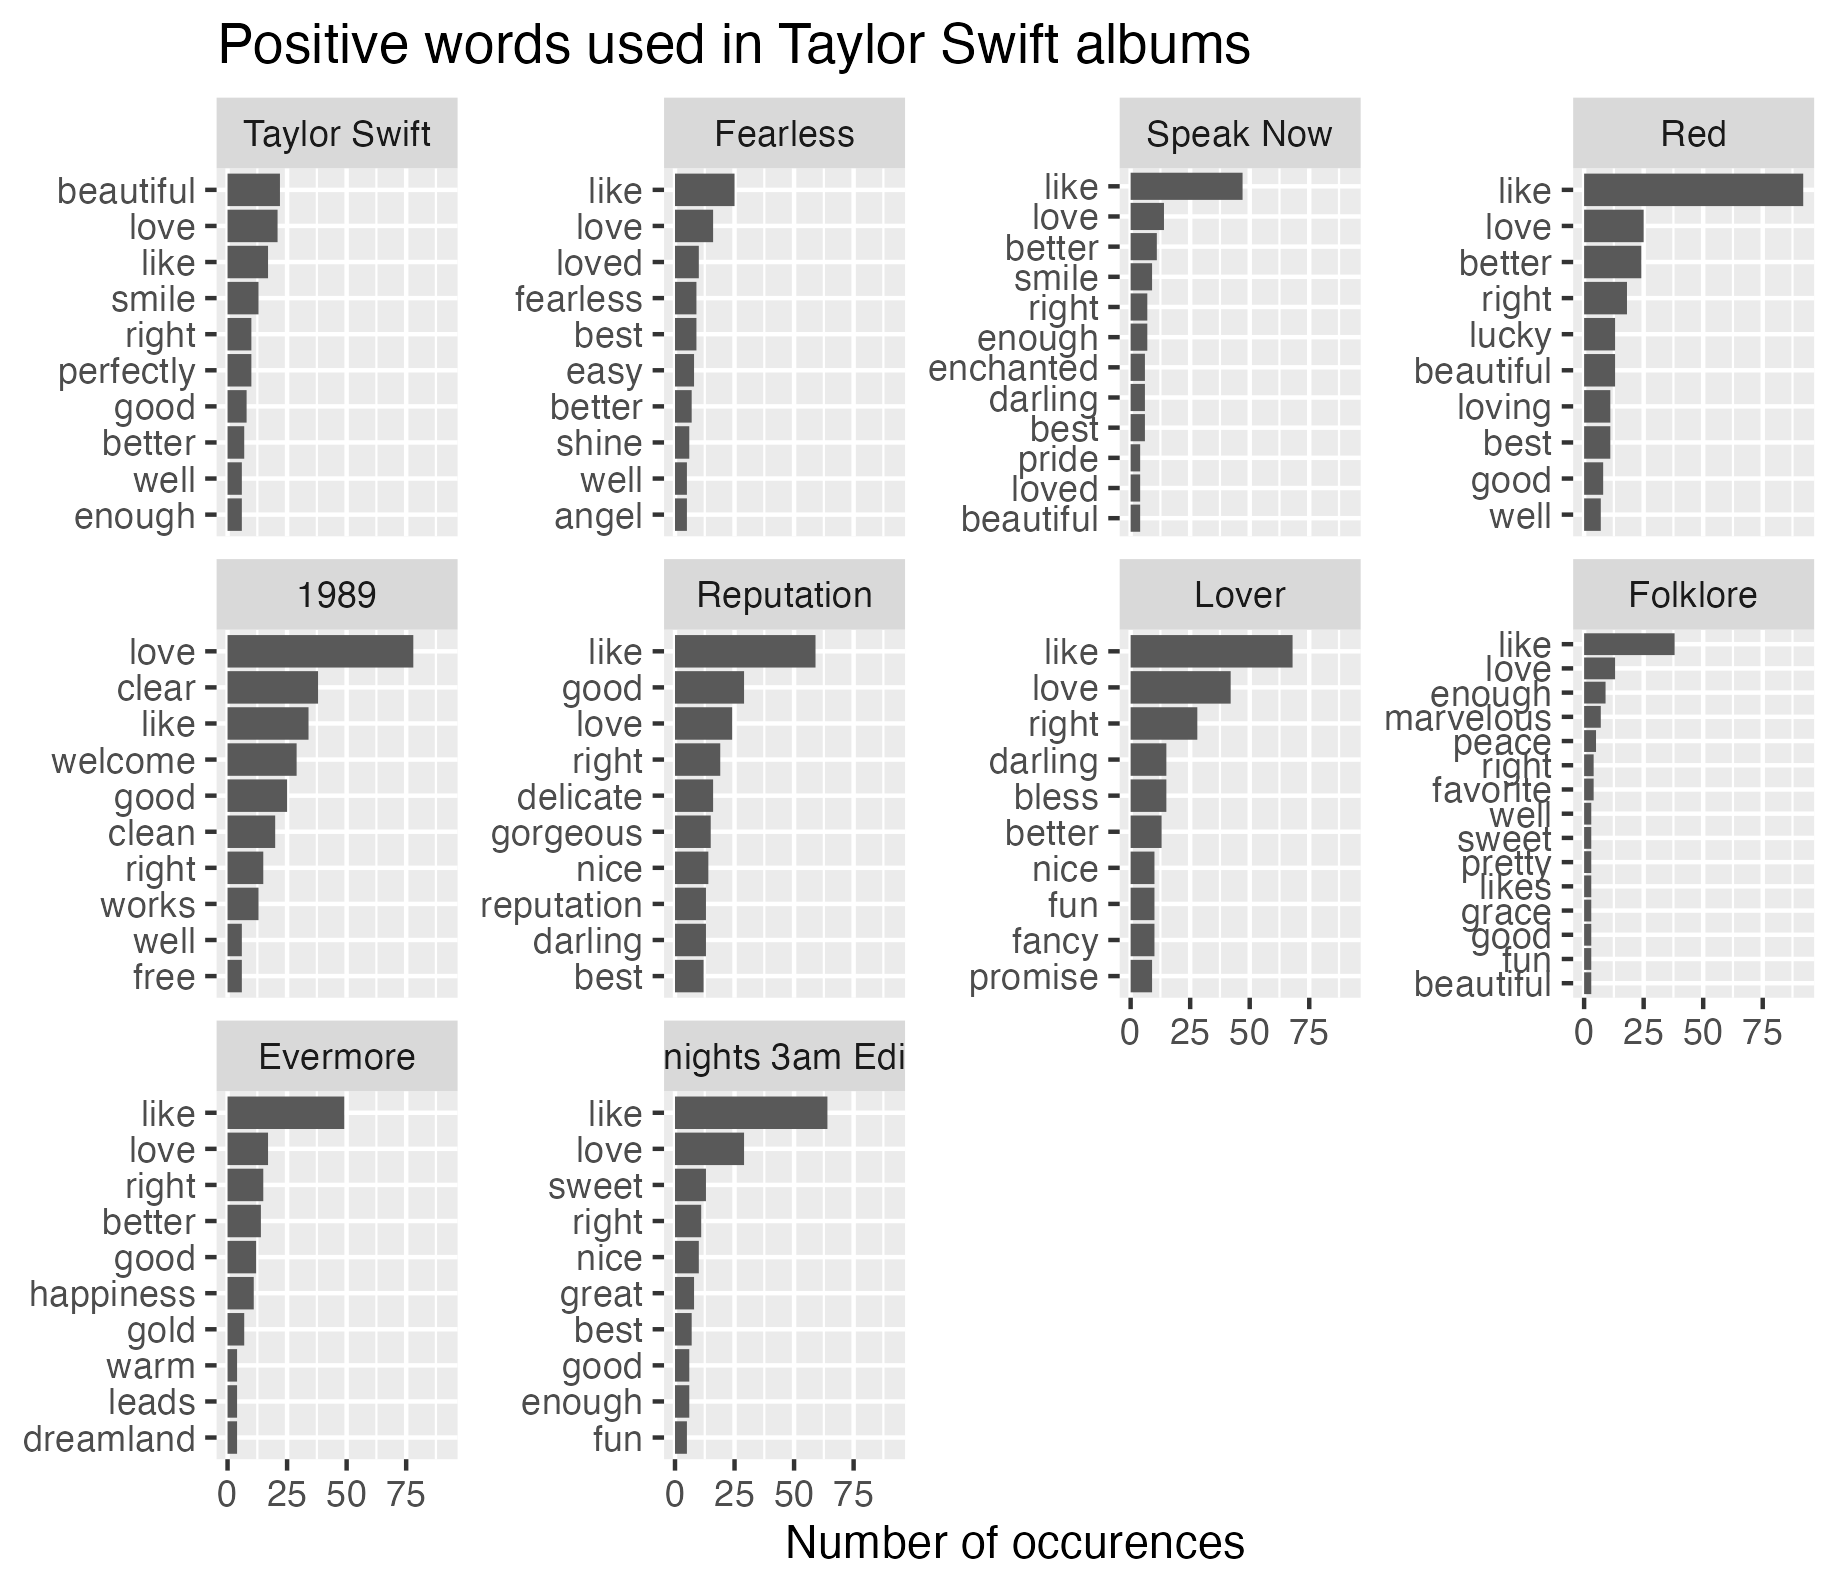 Positive words used in Taylor Swift albums
Taylor Swift
beautiful
love
like
smile
right
perfectly
good
better
well
enough
Fearless
like
love
loved
fearless
best
easy
better
shine
well
angel
Speak Now
like
love
better
smile
right
enough
enchanted
darling
best
pride
loved
beautiful
Red
like
love
better
right
lucky
beautiful
loving
best
good
well
1989
love
clear
like
welcome
good
clean
right
works
well
free
Reputation
like
good
love
right
delicate
gorgeous
nice
reputation
darling
best
Lover
like
love
right
darling
bless
better
nice
fun
fancy
promise
0 25 50 75
Folklore
like
love
enough
marvelous
peace
right
favorite
well
sweet
pretty
likes
grace
good
fun
beautiful
0 25 50 75
Evermore
like
love
right
better
good
happiness
gold
warm
leads
dreamland
0 25 50 75
nights 3am Edi
like
love
sweet
right
nice
great
best
good
enough
fun
0 25 50 75
Number of occurences